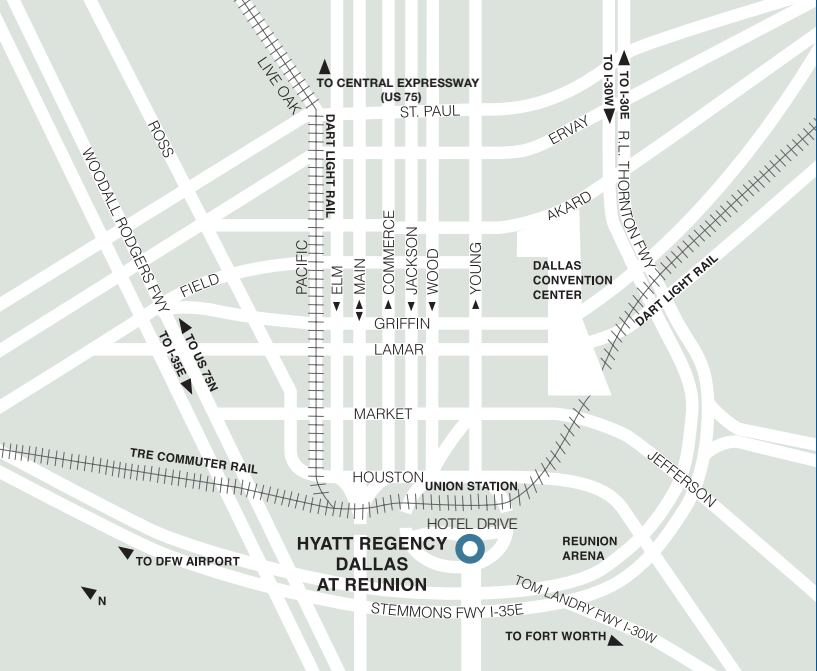 LIVE OAK
TO CENTRAL EXPRESSWAY
(US 75)
ST. PAUL
TO I-30W
TO I-30E
ROSS
DART LIGHT RAIL
ERVAY
R.L. THORNTON FWY
WOODALL RODGERS FWY
AKARD
PACIFIC
ELM
MAIN
COMMERCE
JACKSON
WOOD
YOUNG
DALLAS
CONVENTION
CENTER
DART LIGHT RAIL
FIELD
GRIFFIN
LAMAR
TO I-35E
TO US 75N
MARKET
TRE COMMUTER RAIL
HOUSTON
UNION STATION
JEFFERSON
HOTEL DRIVE
HYATT REGENCY
DALLAS
AT REUNION
REUNION
ARENA
TO DFW AIRPORT
N
STEMMONS FWY I-35E
TOM LANDRY FWY I-30W
TO FORT WORTH